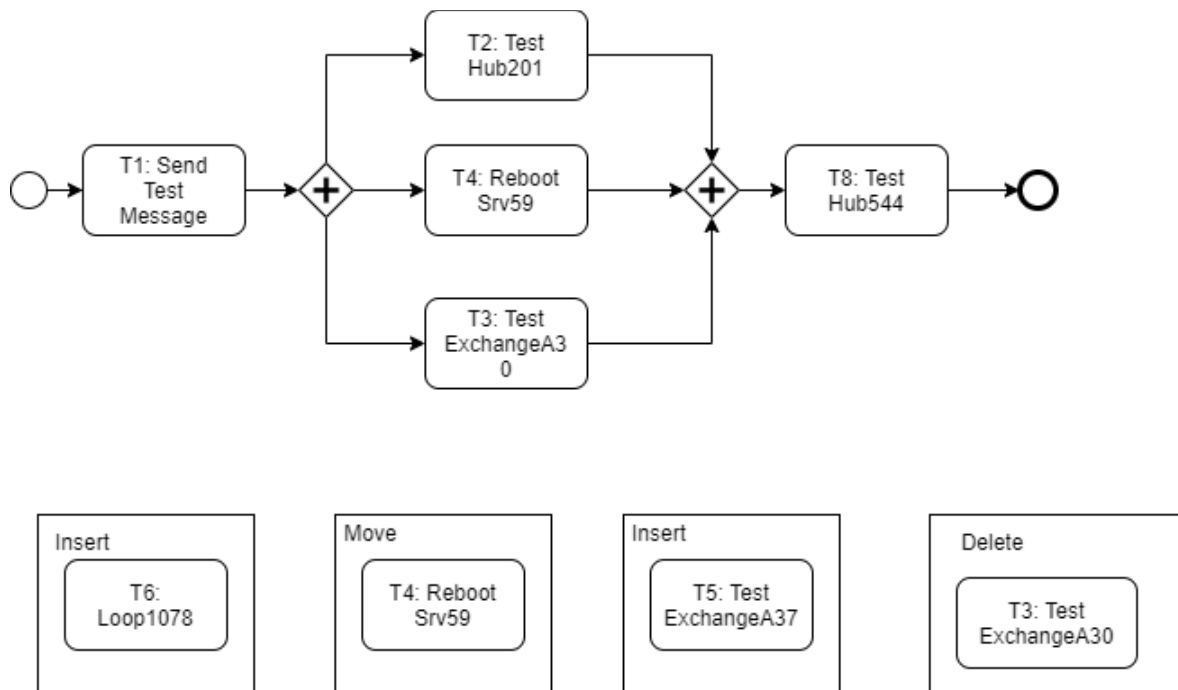 T2: Test
Hub201
T1: Send
Test
Message
T4: Reboot
Srv59
T8: Test
Hub544
T3: Test
ExchangeA3
0
Insert
T6:
Loop1078
Move
T4: Reboot
Srv59
Insert
T5: Test
ExchangeA37
Delete
T3: Test
ExchangeA30